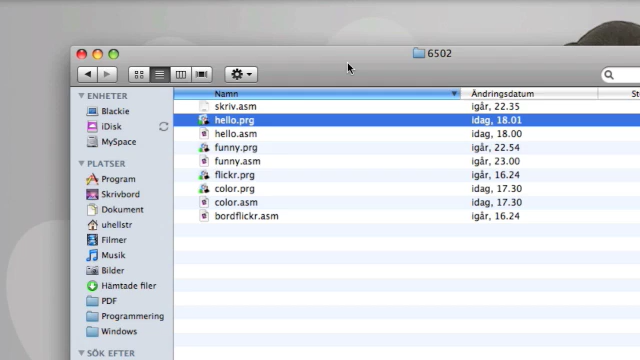 6502
Namn Ändringsdatum St
skriv.asm igår, 22.35
hello.prg idag, 18.01
hello.asm idag, 18.00
funny.prg igår, 22.54
funny.asm igår, 23.00
flickr.prg igår, 16.24
color.prg idag, 17.30
color.asm idag, 17.30
bordflickr.asm igår, 16.24
ENHETER
Blackie
iDisk
MySpace
PLATSER
Program
Skrivbord
Dokument
uhellstr
Filmer
Musik
Bilder
Hämtade filer
PDF
Programmering
Windows
SÖK EFTER